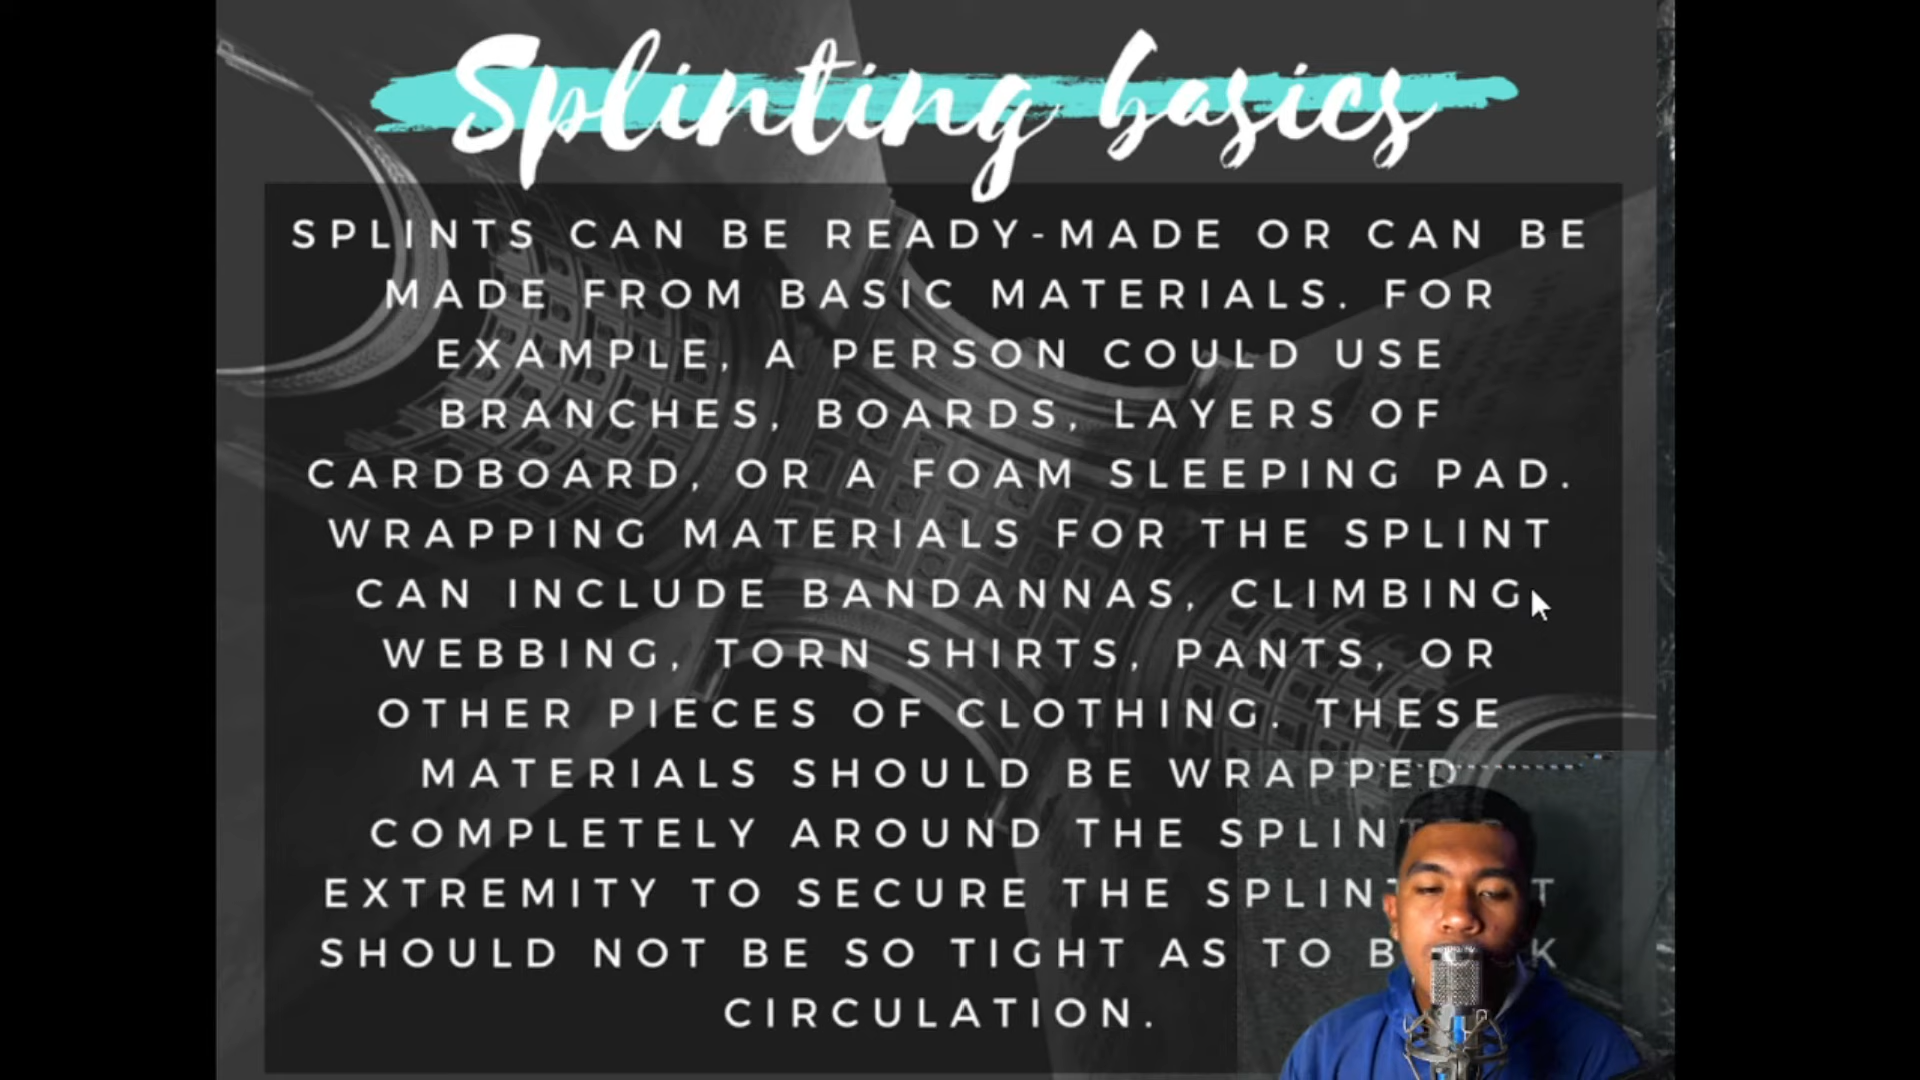 Splinting basics
SPLINTS CAN BE READY-MADE OR CAN BE
MADE FROM BASIC MATERIALS. FOR
EXAMPLE, A PERSON COULD USE
BRANCHES, BOARDS, LAYERS OF
CARDBOARD, OR A FOAM SLEEPING PAD.
WRAPPING MATERIALS FOR THE SPLINT
CAN INCLUDE BANDANNAS, CLIMBING
WEBBING, TORN SHIRTS, PANTS, OR
OTHER PIECES OF CLOTHING. THESE
MATERIALS SHOULD BE WRAPPED
COMPLETELY AROUND THE
EXTREMITY TO SECURE THE
SHOULD NOT BE SO TIGHT AS TO
CIRCULATION.